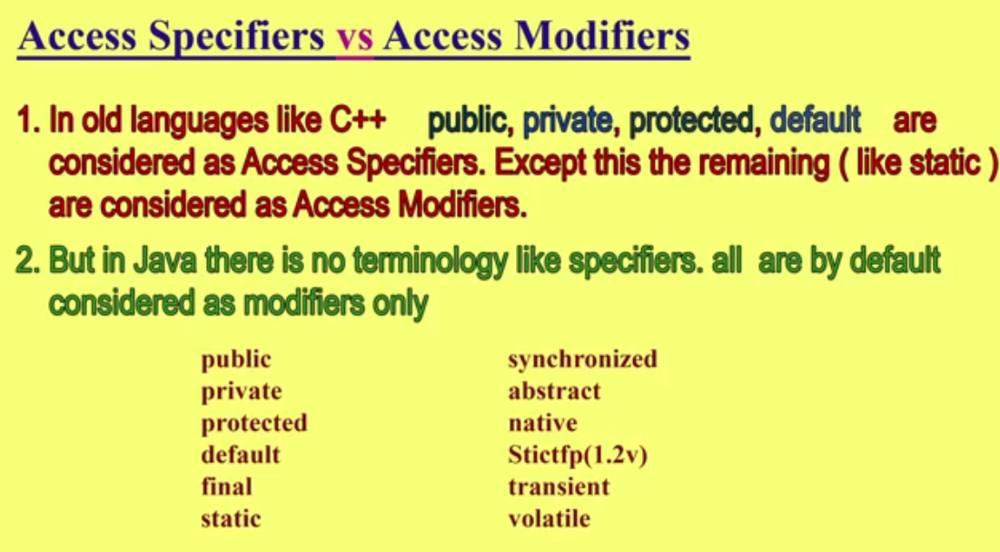 Access Specifiers vs Access Modifiers
1. In old languages like C++ public, private, protected, default are
considered as Access Specifiers. Except this the remaining ( like static )
are considered as Access Modifiers.
2. But in Java there is no terminology like specifiers. all are by default
considered as modifiers only
public
private
protected
default
final
static
synchronized
abstract
native
Stictfp(1.2v)
transient
volatile